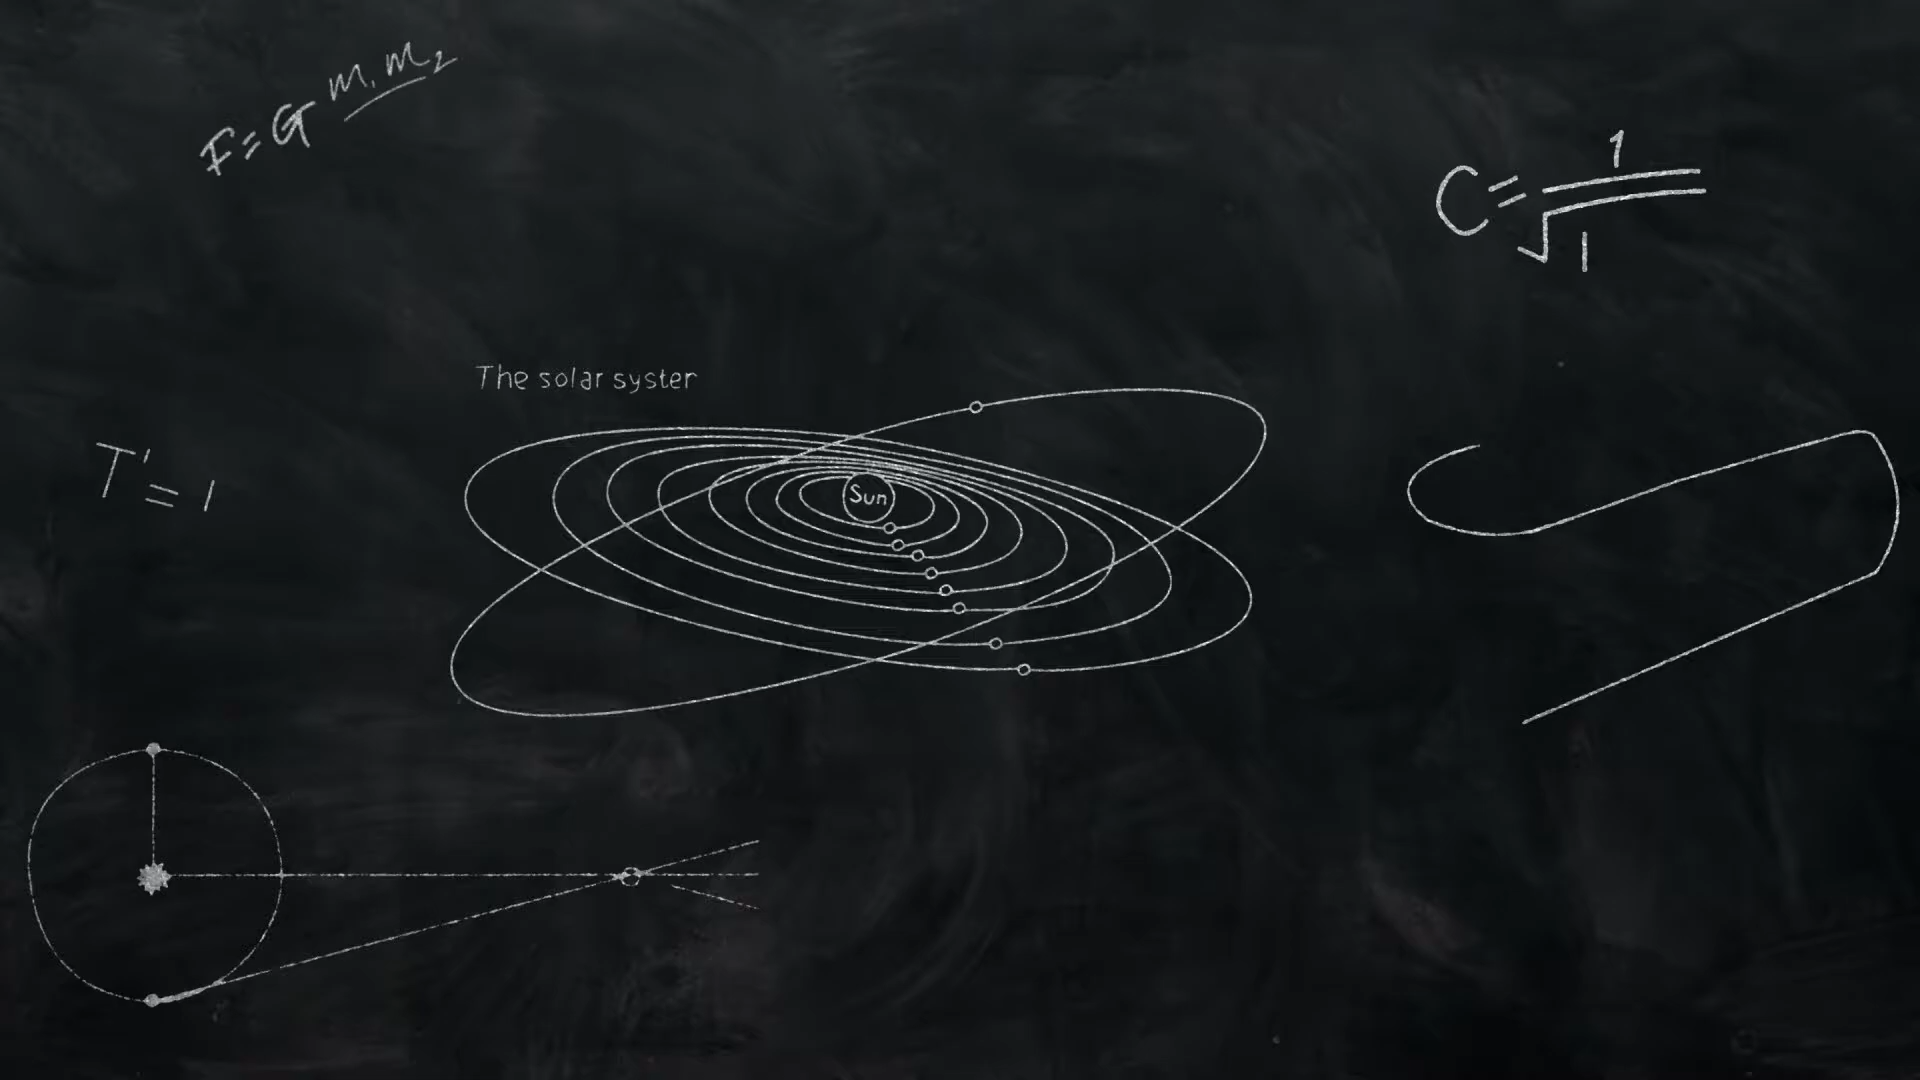 F=G m₁m₂
C= 1
√1
The solar syster
T'=1
Sun